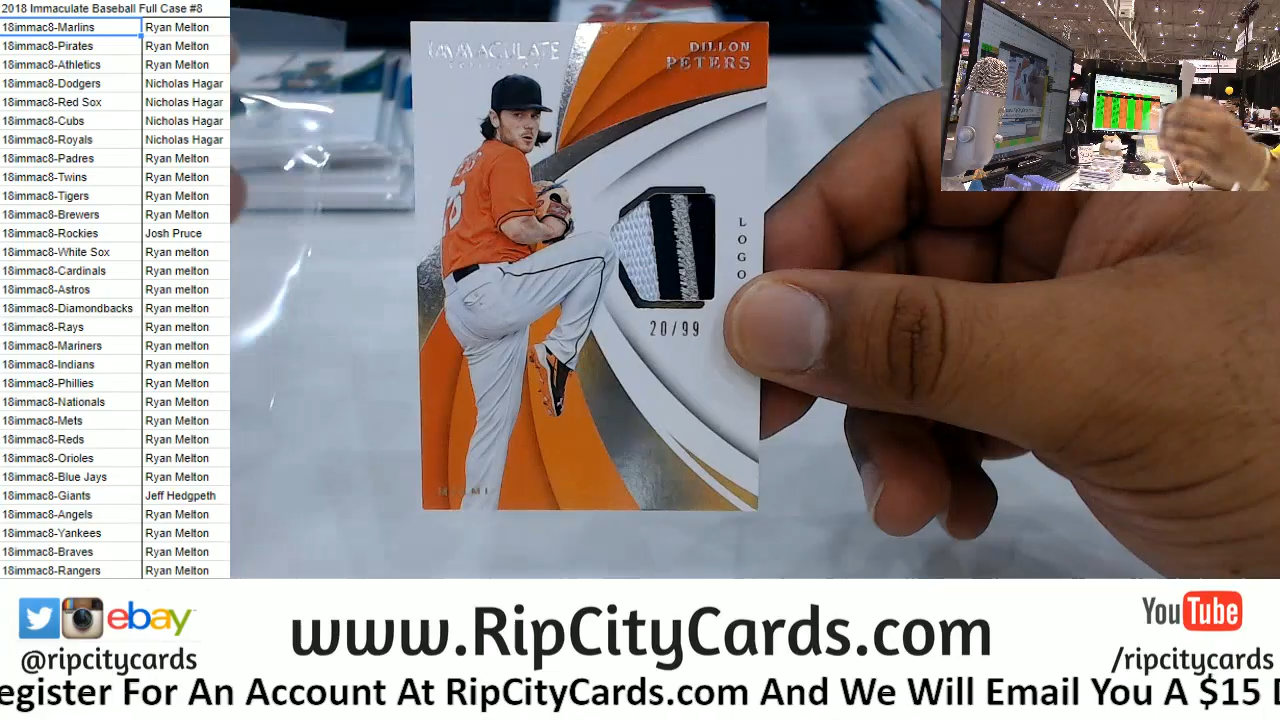 2018 Immaculate Baseball Full Case #8
18immac8-Marlins Ryan Melton
18immac8-Pirates Ryan Melton
18immac8-Athletics Ryan Melton
18immac8-Dodgers Nicholas Hagar
18immac8-Red Sox Nicholas Hagar
18immac8-Cubs Nicholas Hagar
18immac8-Royals Nicholas Hagar
18immac8-Padres Ryan Melton
18immac8-Twins Ryan Melton
18immac8-Tigers Ryan Melton
18immac8-Brewers Ryan Melton
18immac8-Rockies Josh Pruce
18immac8-White Sox Ryan melton
18immac8-Cardinals Ryan melton
18immac8-Astros Ryan melton
18immac8-Diamondbacks Ryan melton
18immac8-Rays Ryan melton
18immac8-Mariners Ryan melton
18immac8-Indians Ryan melton
18immac8-Phillies Ryan Melton
18immac8-Nationals Ryan Melton
18immac8-Mets Ryan Melton
18immac8-Reds Ryan Melton
18immac8-Orioles Ryan Melton
18immac8-Blue Jays Ryan Melton
18immac8-Giants Jeff Hedgpeth
18immac8-Angels Ryan Melton
18immac8-Yankees Ryan Melton
18immac8-Braves Ryan Melton
18immac8-Rangers Ryan Melton
IMMACULATE
DILLON
PETERS
LOGO
20/99
MIAMI
ebay
@ripcitycards
www.RipCityCards.com
YouTube
/ripcitycards
egister For An Account At RipCityCards.com And We Will Email You A $15